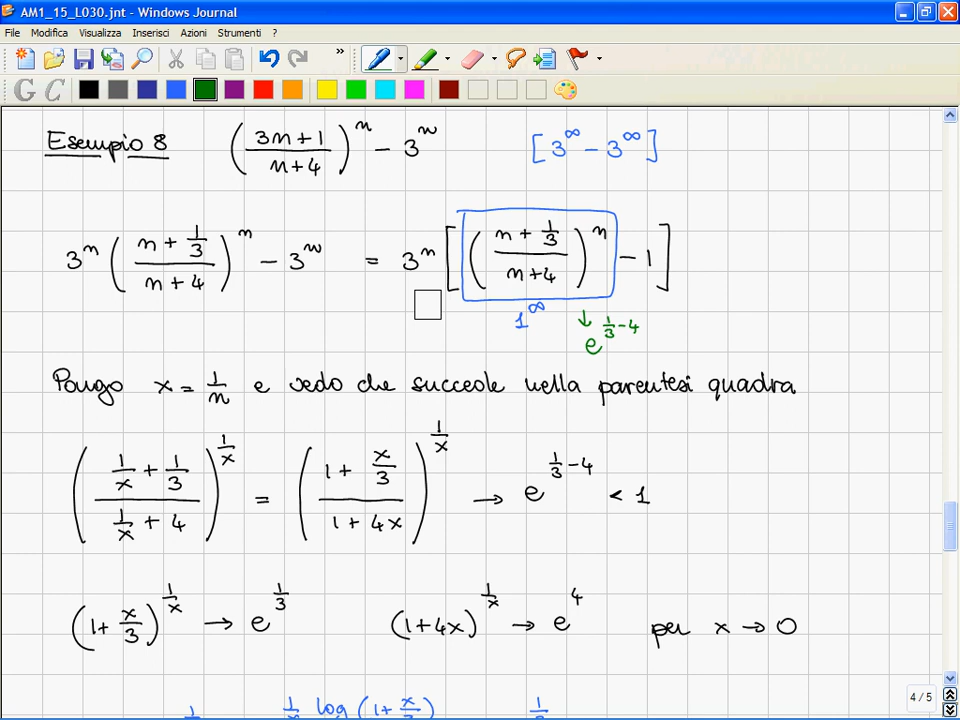 AM1_15_L030.jnt - Windows Journal
File Modifica Visualizza Inserisci Azioni Strumenti ?
Esempio 8 ((3n+1)/(n+4))^n - 3^n [3^∞ - 3^∞]
3^n ((n + 1/3)/(n+4))^n - 3^n = 3^n [((n + 1/3)/(n+4))^n - 1]
1^∞ ↓ e^(1/3-4)
Pongo x = 1/n e vedo che succede nella parentesi quadra
((1/x + 1/3)/(1/x + 4))^(1/x) = ((1 + x/3)/(1 + 4x))^(1/x) → e^(1/3-4) < 1
(1 + x/3)^(1/x) → e^(1/3) (1+4x)^(1/x) → e^4 per x → 0
4 / 5